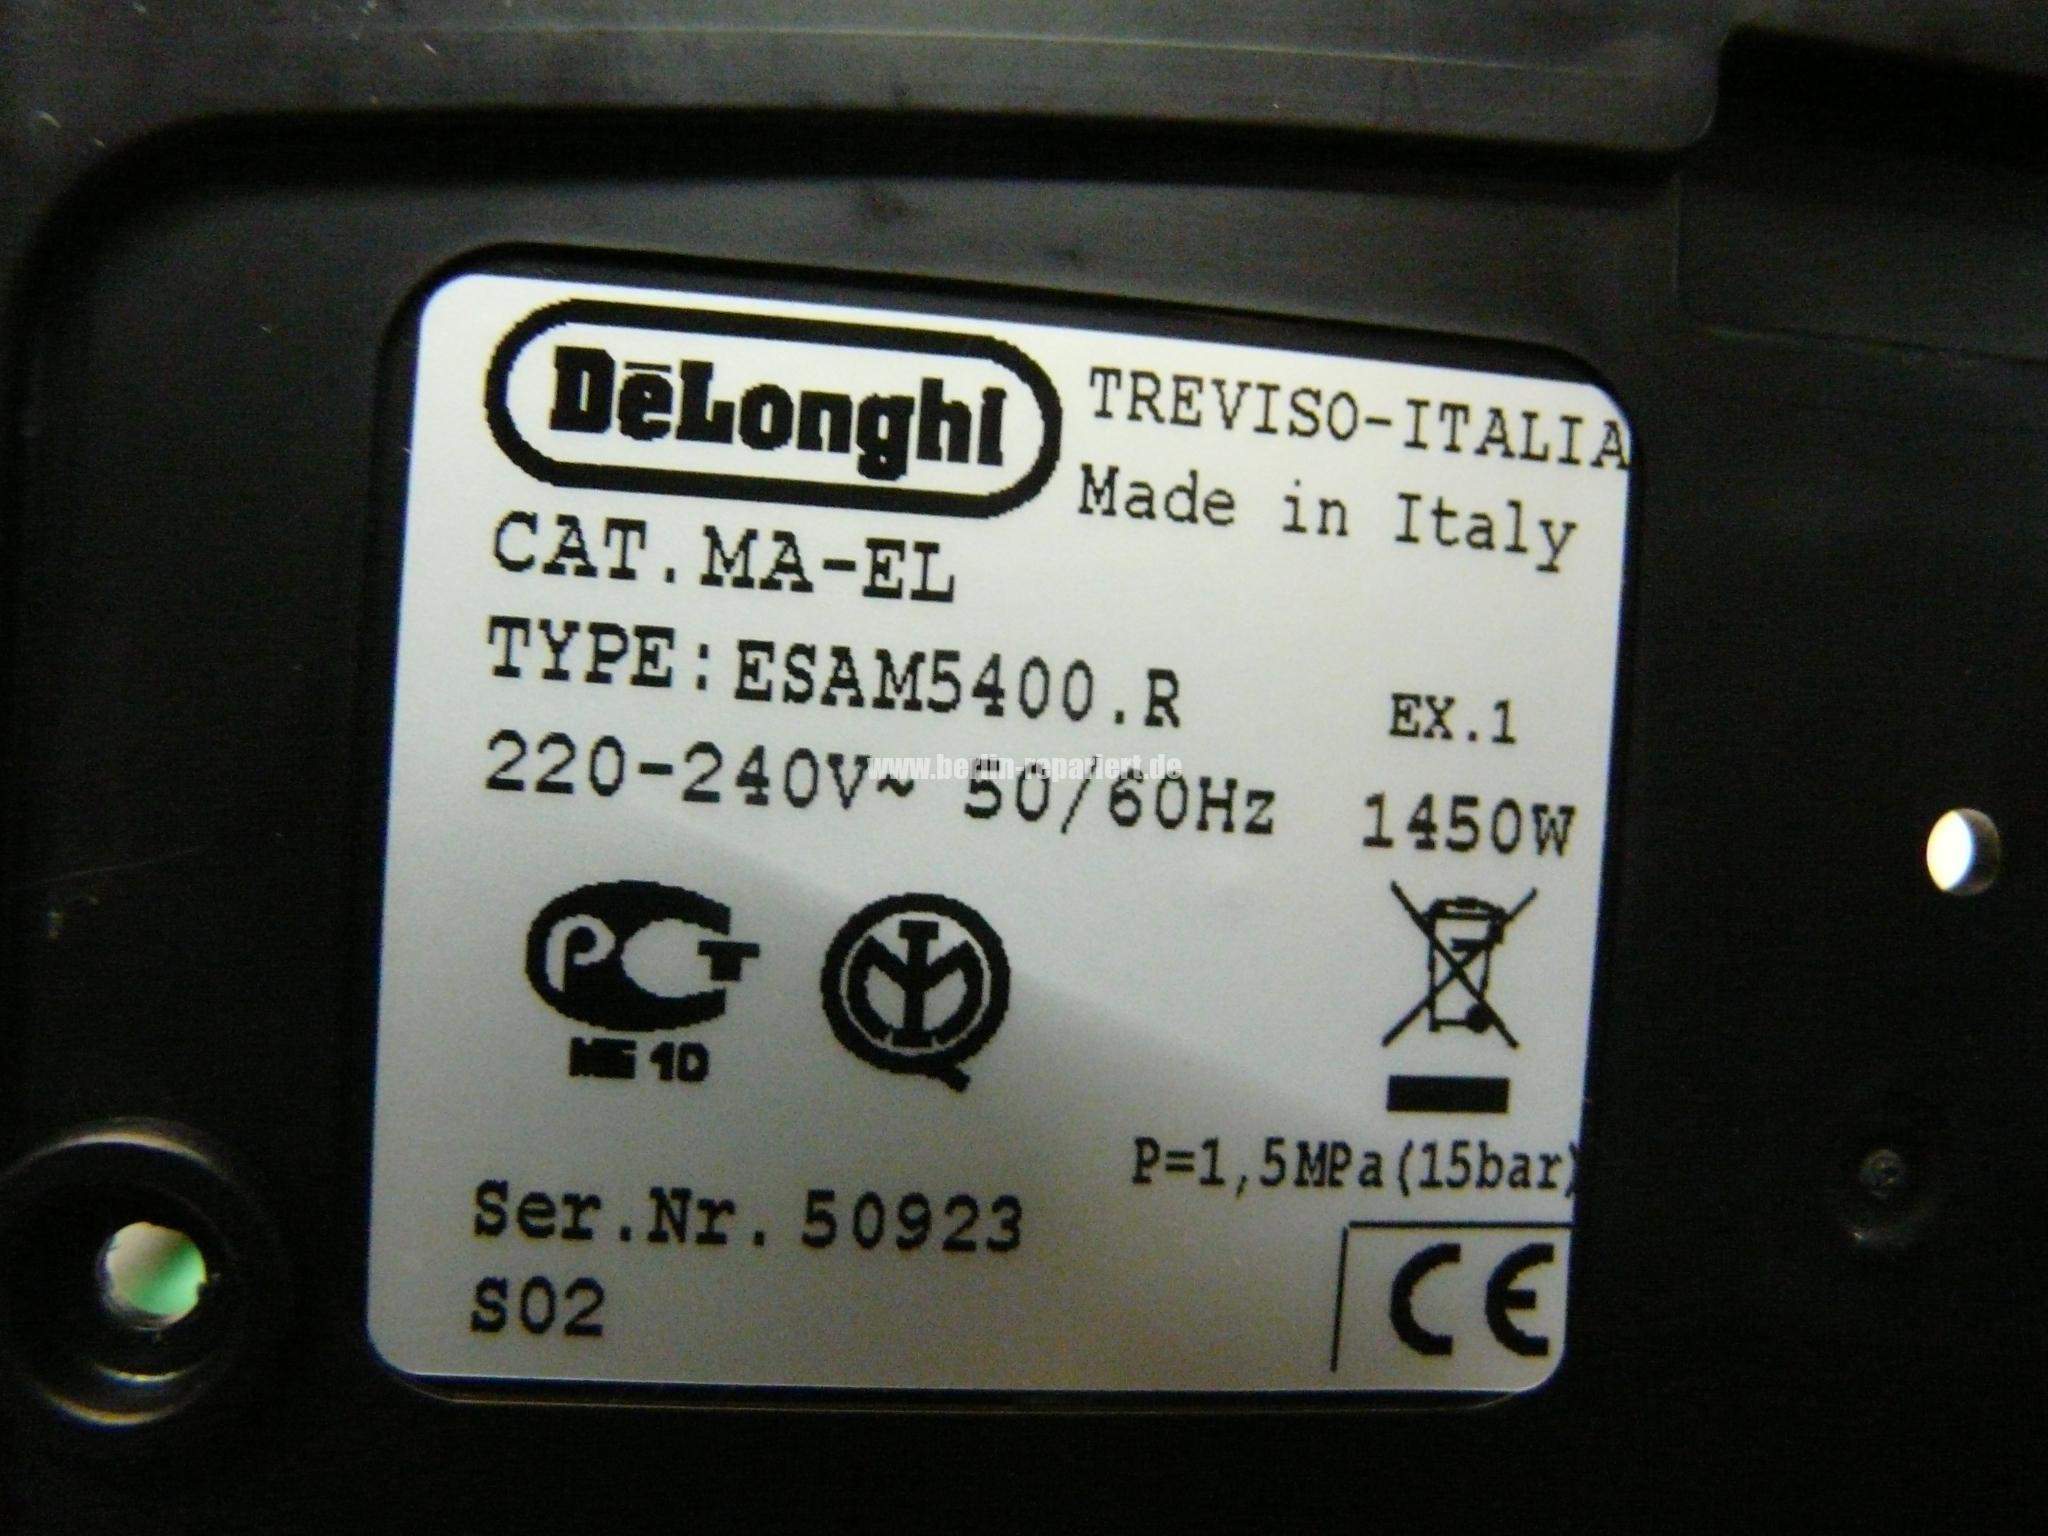 DēLonghi TREVISO-ITALIA
Made in Italy
CAT.MA-EL
TYPE:ESAM5400.R EX.1
220-240V~ 50/60Hz 1450W
www.berlin-repariert.de
PCT
ME 10
P=1,5MPa(15bar)
Ser.Nr.50923
S02
CE